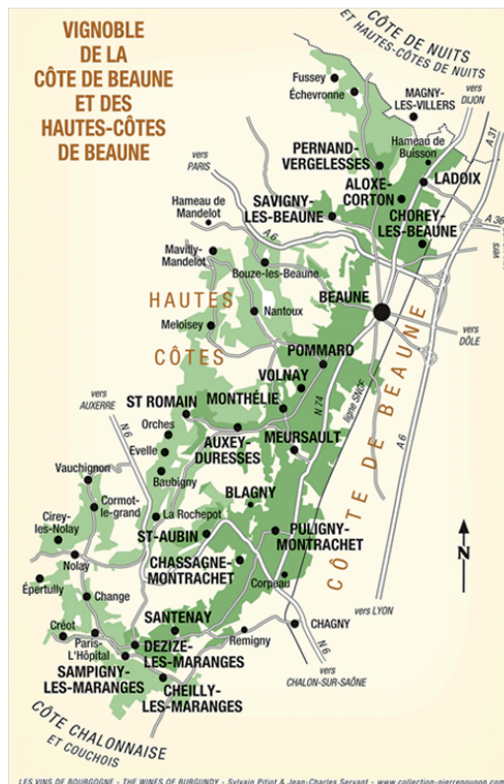 VIGNOBLE
DE LA
CÔTE DE BEAUNE
ET DES
HAUTES-CÔTES
DE BEAUNE
CÔTE DE NUITS
ET HAUTES-CÔTES DE NUITS
Fussey
Échevronne
MAGNY-
LES-VILLERS
vers
DIJON
A 31
Hameau de
Buisson
PERNAND-
VERGELESSES
LADOIX
vers
PARIS
ALOXE-
CORTON
SAVIGNY-
LES-BEAUNE
CHOREY-
LES-BEAUNE
A 36
Hameau de
Mandelot
A 6
Mavilly-
Mandelot
Bouze-les-Beaune
BEAUNE
HAUTES
Nantoux
Meloisey
vers
DÔLE
CÔTES
POMMARD
VOLNAY
vers
AUXERRE
ST ROMAIN
MONTHÉLIE
N 74
ligne SNCF
CÔTE DE BEAUNE
A 6
N 6
Orches
AUXEY-
DURESSES
MEURSAULT
Evelle
Baubigny
Vauchignon
BLAGNY
Cormot-
le-grand
La Rochepot
Cirey-
les-Nolay
ST-AUBIN
PULIGNY-
MONTRACHET
Nolay
CHASSAGNE-
MONTRACHET
N
Épertully
Change
Corpeau
vers LYON
Créot
SANTENAY
CHAGNY
Paris-
L'Hôpital
DEZIZE-
LES-MARANGES
Remigny
N 6
SAMPIGNY-
LES-MARANGES
CHEILLY-
LES-MARANGES
vers
CHALON-SUR-SAÔNE
CÔTE CHALONNAISE
ET COUCHOIS
LES VINS DE BOURGOGNE - THE WINES OF BURGUNDY - Sylvain Pitiot & Jean-Charles Servant - www.collection-pierrepoupon.com